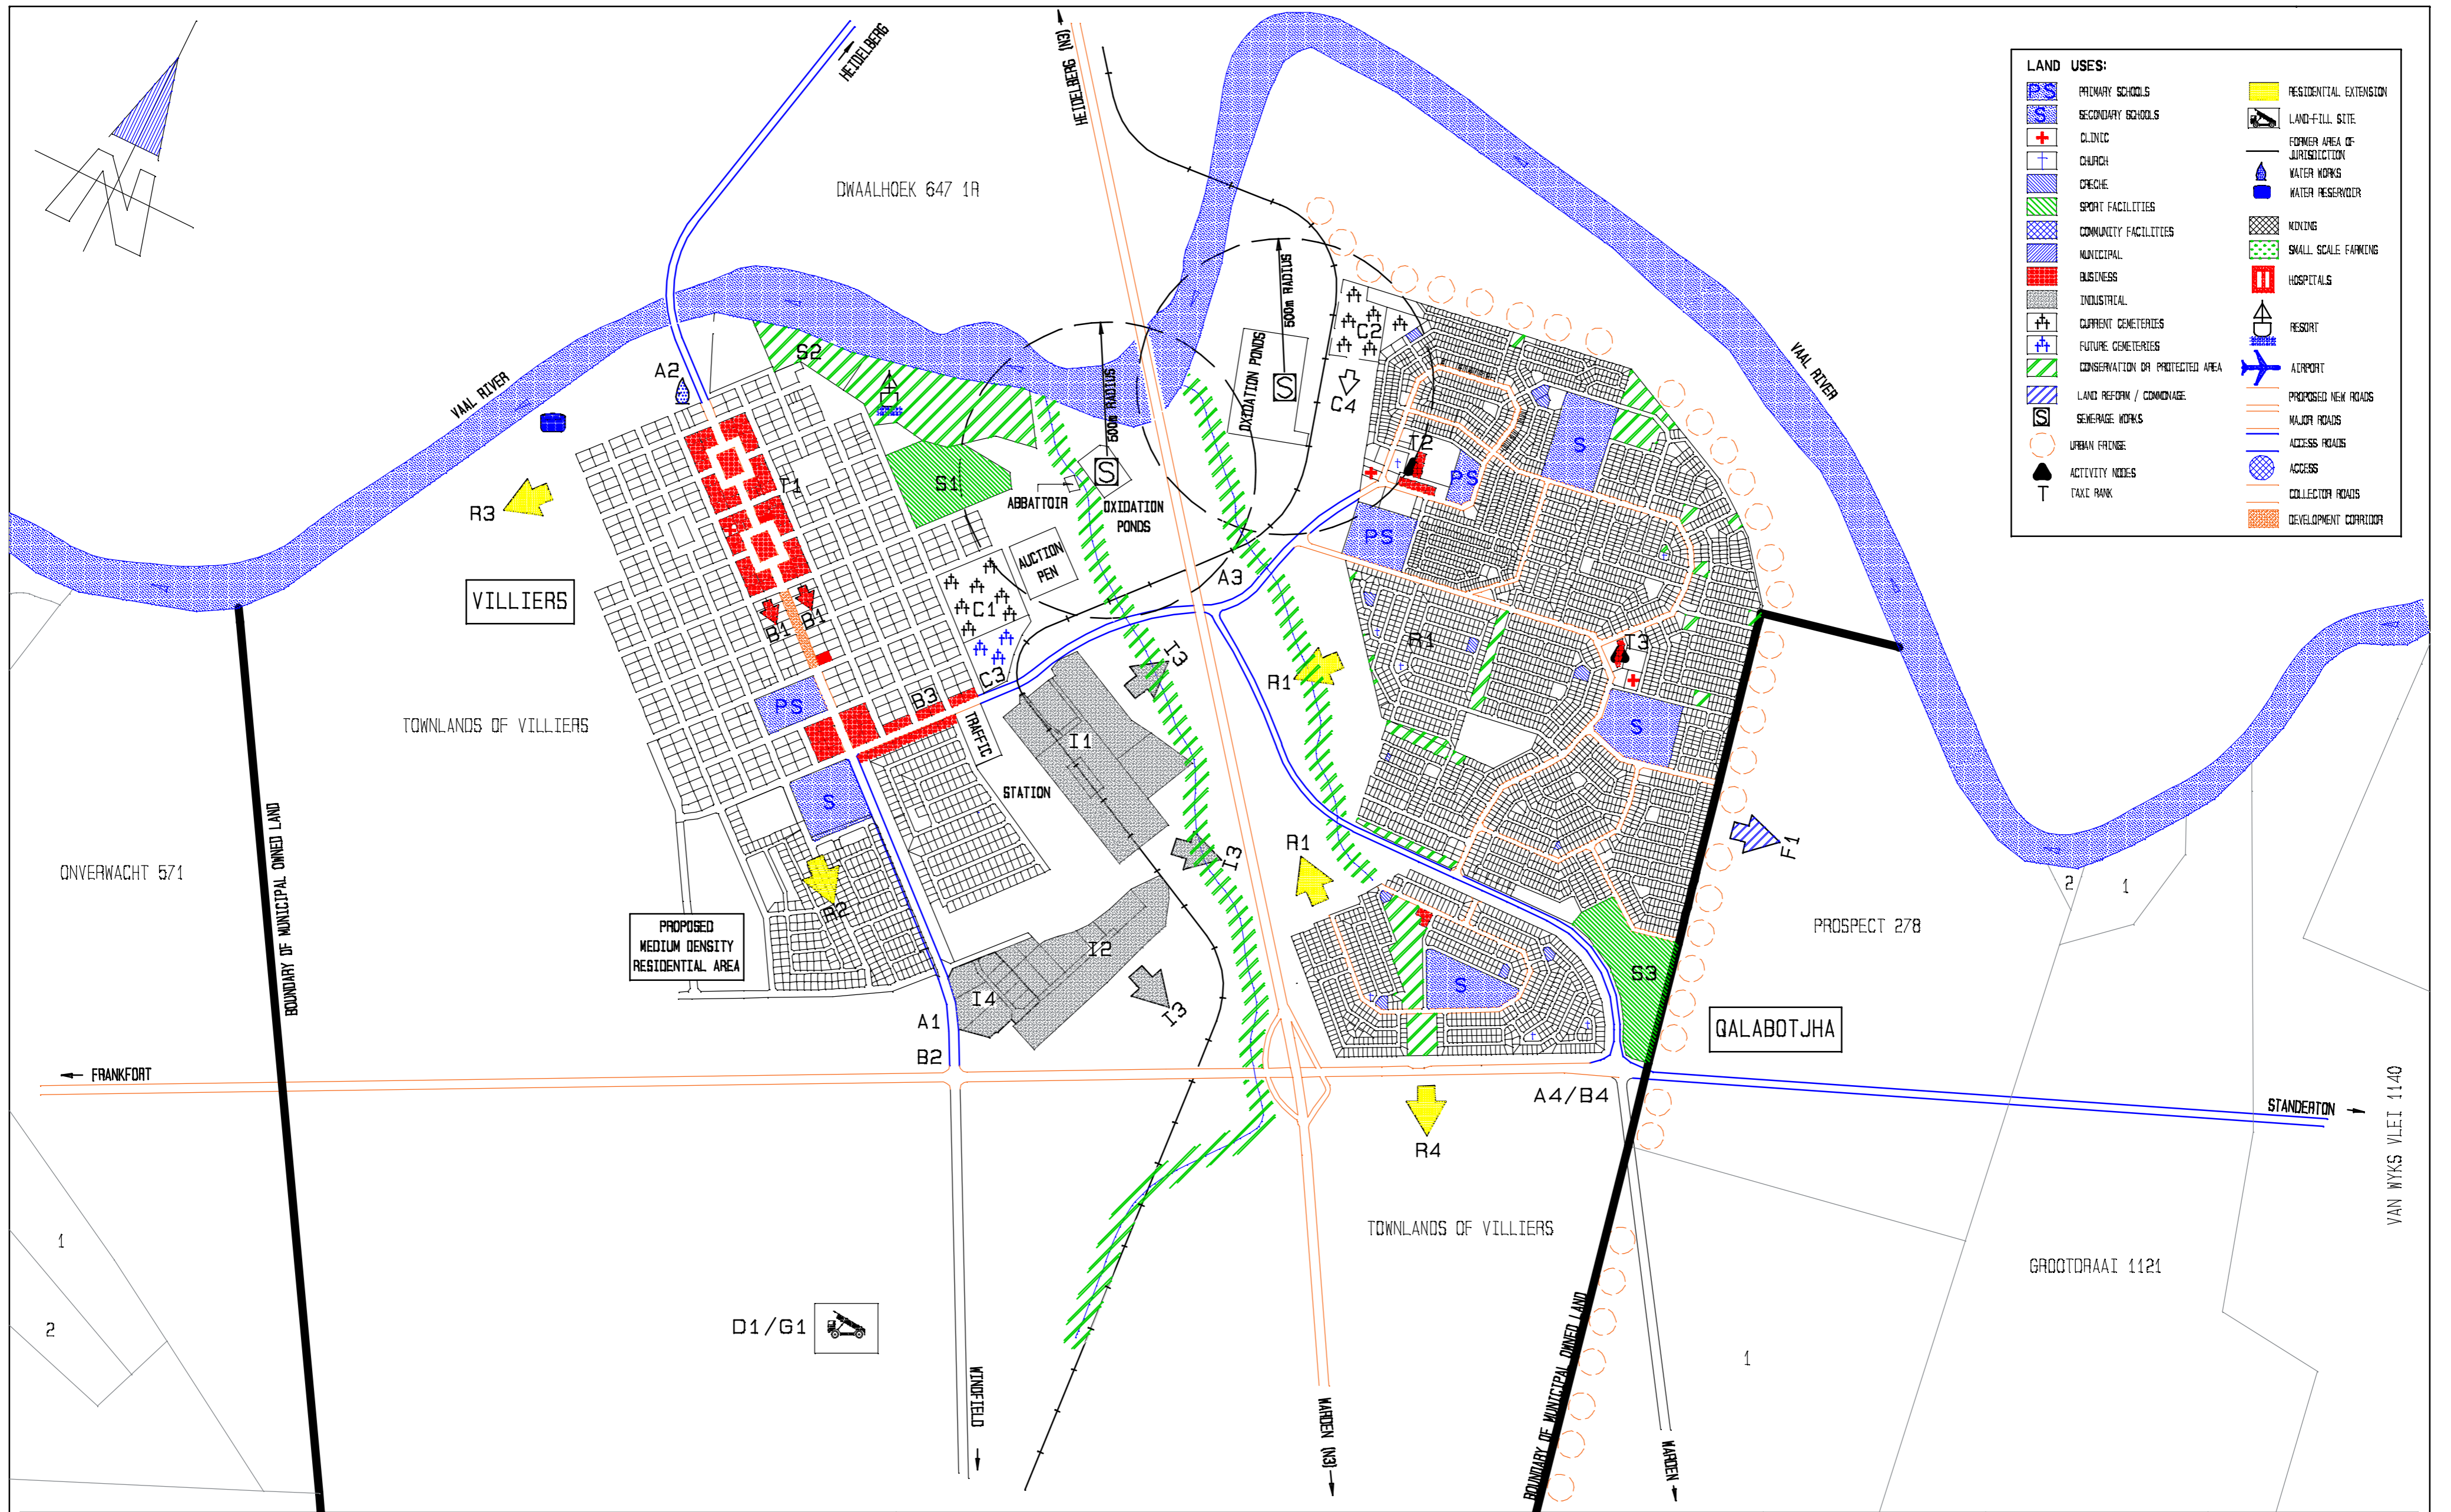 HEIDELBERG
HEIDELBERG (N3)
DWAALHOEK 647 1R
LAND USES:
PS PRIMARY SCHOOLS
S SECONDARY SCHOOLS
CLINIC
CHURCH
CRECHE
SPORT FACILITIES
COMMUNITY FACILITIES
MUNICIPAL
BUSINESS
INDUSTRIAL
CURRENT CEMETERIES
FUTURE CEMETERIES
CONSERVATION OR PROTECTED AREA
LAND REFORM / COMMONAGE
S SEWERAGE WORKS
URBAN FRINGE
ACTIVITY NODES
T TAXI RANK
RESIDENTIAL EXTENSION
LAND-FILL SITE
FORMER AREA OF
JURISDICTION
WATER WORKS
WATER RESERVOIR
MINING
SMALL SCALE FARMING
HOSPITALS
RESORT
AIRPORT
PROPOSED NEW ROADS
MAJOR ROADS
ACCESS ROADS
ACCESS
COLLECTOR ROADS
DEVELOPMENT CORRIDOR
N
VAAL RIVER
A2
S2
500m RADIUS
500m RADIUS
OXIDATION PONDS
S
C2
C4
VAAL RIVER
R3
T1
S1
S
ABBATTOIR
OXIDATION
PONDS
AUCTION
PEN
T2
PS
S
PS
A3
VILLIERS
B1
B1
C1
C3
B3
PS
TRAFFIC
I3
I1
STATION
R1
R1
T3
S
TOWNLANDS OF VILLIERS
S
R2
I3
R1
F1
ONVERWACHT 571
BOUNDARY OF MUNICIPAL OWNED LAND
PROPOSED
MEDIUM DENSITY
RESIDENTIAL AREA
I2
I4
I3
A1
B2
S
S3
QALABOTJHA
PROSPECT 278
2
1
FRANKFORT
A4/B4
STANDERTON
R4
VAN WYKS VLEI 1140
TOWNLANDS OF VILLIERS
GROOTDRAAI 1121
1
2
D1/G1
WINDFIELD
WARDEN (N3)
BOUNDARY OF MUNICIPAL OWNED LAND
WARDEN
1